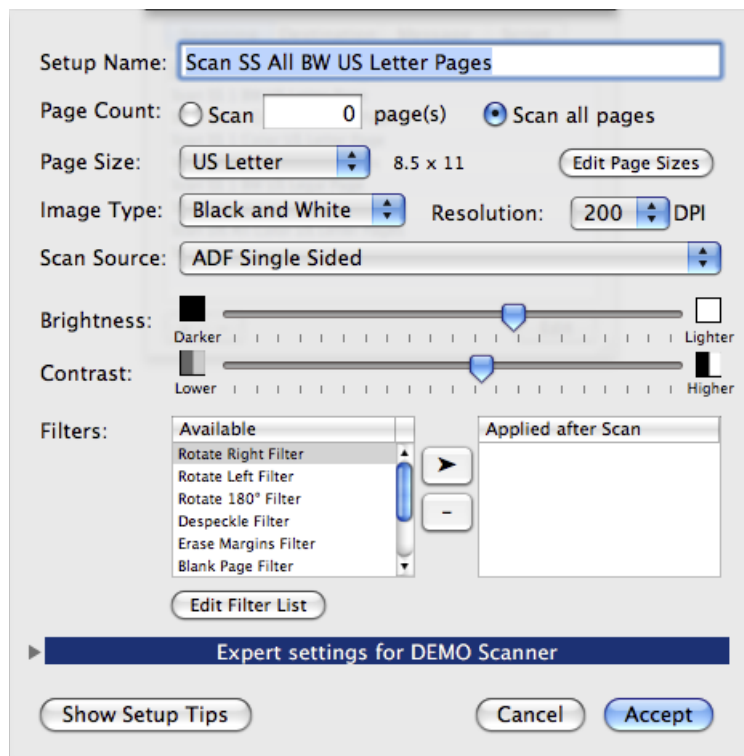 Setup Name: Scan SS All BW US Letter Pages
Page Count: Scan 0 page(s) Scan all pages
Page Size: US Letter 8.5 x 11 Edit Page Sizes
Image Type: Black and White Resolution: 200 DPI
Scan Source: ADF Single Sided
Brightness:
Darker Lighter
Contrast:
Lower Higher
Filters: Available Applied after Scan
Rotate Right Filter
Rotate Left Filter
Rotate 180° Filter
Despeckle Filter
Erase Margins Filter
Blank Page Filter
Edit Filter List
Expert settings for DEMO Scanner
Show Setup Tips Cancel Accept